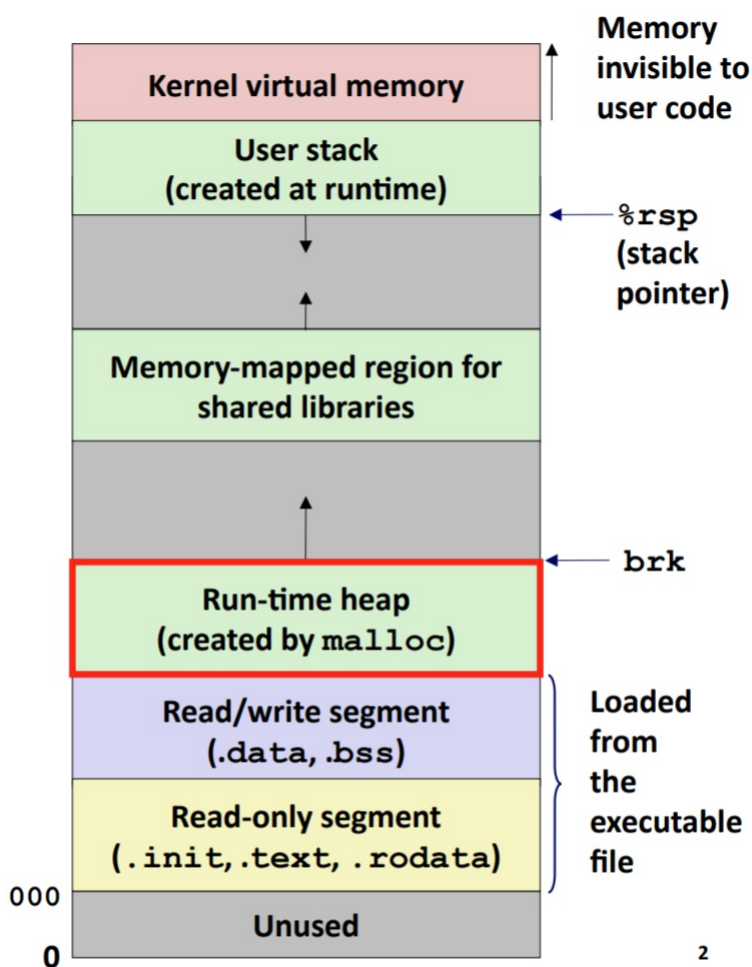 Memory
invisible to
user code
Kernel virtual memory
User stack
(created at runtime)
%rsp
(stack
pointer)
Memory-mapped region for
shared libraries
brk
Run-time heap
(created by malloc)
Read/write segment
(.data, .bss)
Loaded
from
the
executable
file
Read-only segment
(.init, .text, .rodata)
000
Unused
0
2